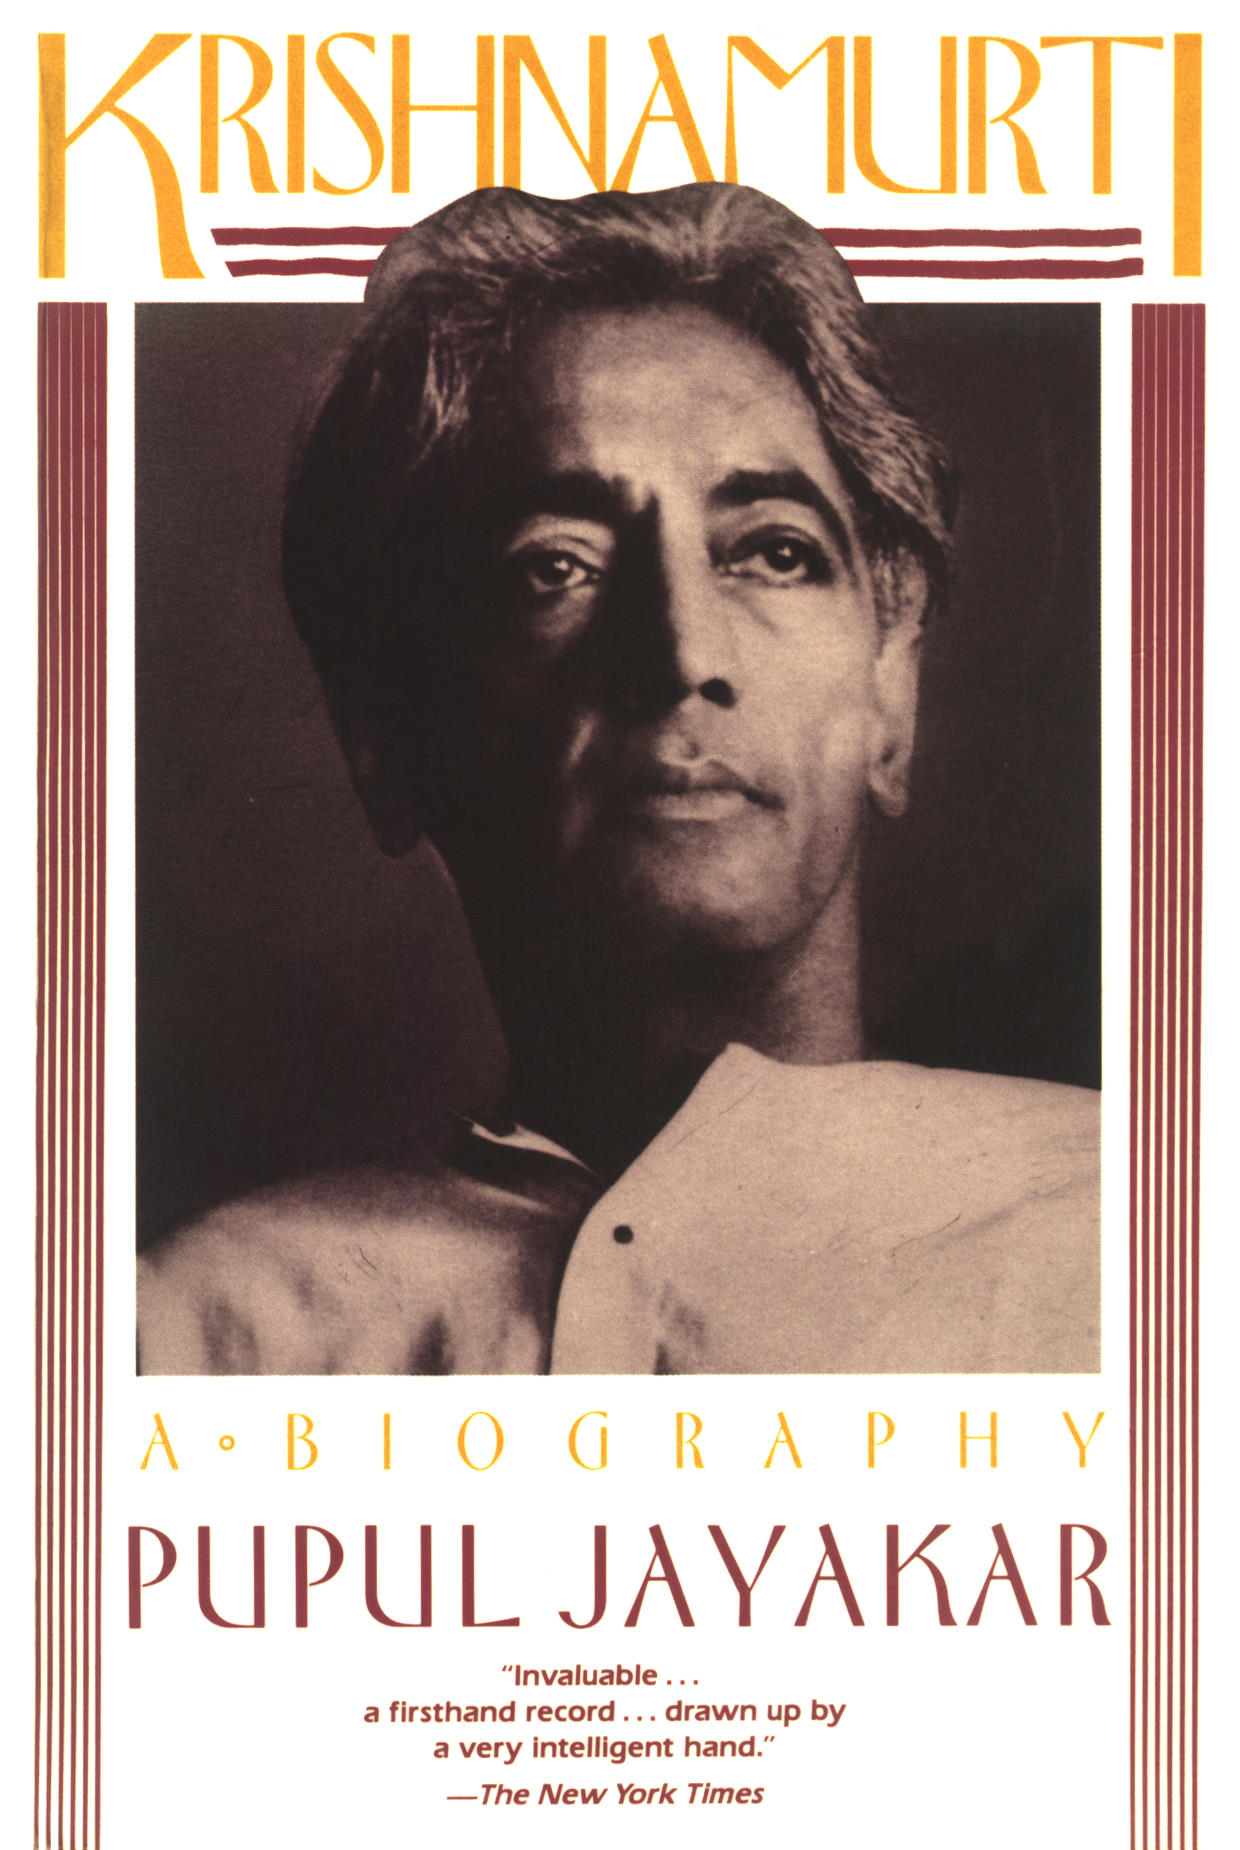 KRISHNAMURTI
A∘BIOGRAPHY
PUPUL JAYAKAR
“Invaluable...
a firsthand record...drawn up by
a very intelligent hand.”
—The New York Times